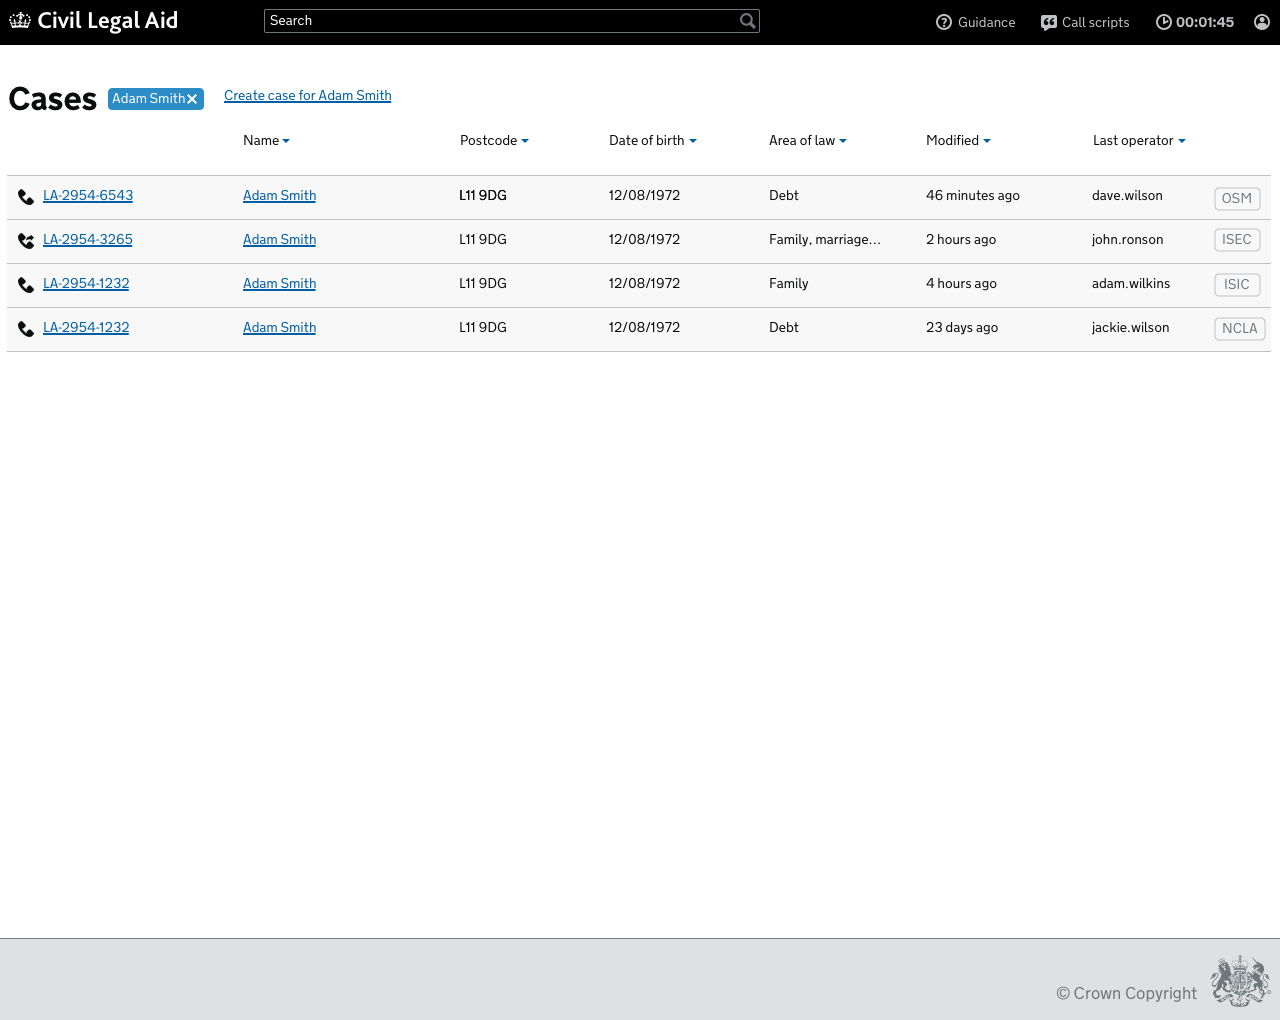 Civil Legal Aid Search Guidance Call scripts 00:01:45
Cases Adam Smith Create case for Adam Smith
Name Postcode Date of birth Area of law Modified Last operator
LA-2954-6543 Adam Smith L11 9DG 12/08/1972 Debt 46 minutes ago dave.wilson OSM
LA-2954-3265 Adam Smith L11 9DG 12/08/1972 Family, marriage... 2 hours ago john.ronson ISEC
LA-2954-1232 Adam Smith L11 9DG 12/08/1972 Family 4 hours ago adam.wilkins ISIC
LA-2954-1232 Adam Smith L11 9DG 12/08/1972 Debt 23 days ago jackie.wilson NCLA
© Crown Copyright